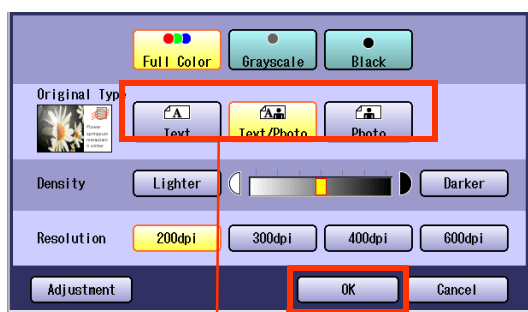 Full Color Grayscale Black
Original Type
Text Text/Photo Photo
Density Lighter Darker
Resolution 200dpi 300dpi 400dpi 600dpi
Adjustment OK Cancel